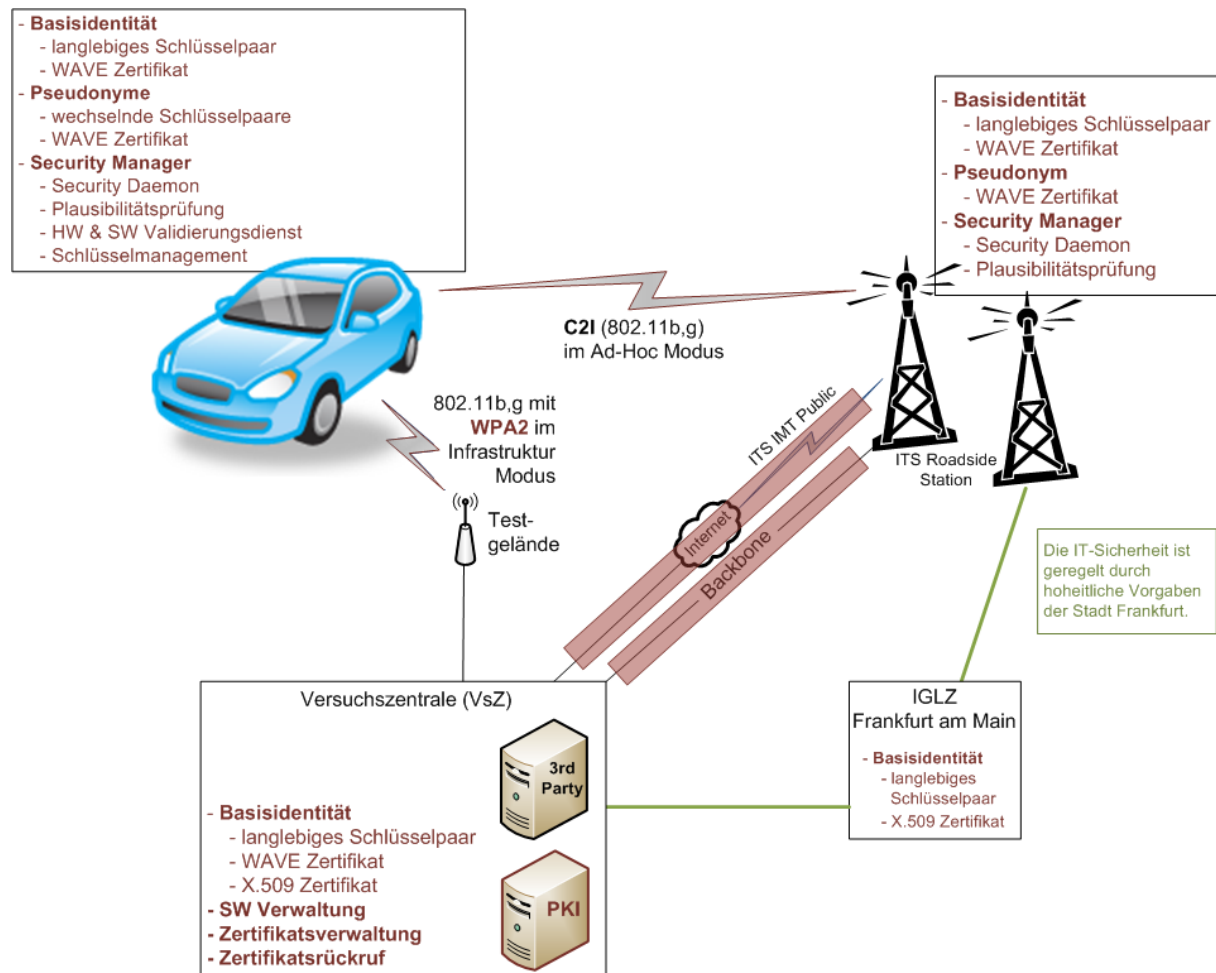 - Basisidentität
- langlebiges Schlüsselpaar
- WAVE Zertifikat
- Pseudonyme
- wechselnde Schlüsselpaare
- WAVE Zertifikat
- Security Manager
- Security Daemon
- Plausibilitätsprüfung
- HW & SW Validierungsdienst
- Schlüsselmanagement
- Basisidentität
- langlebiges Schlüsselpaar
- WAVE Zertifikat
- Pseudonym
- WAVE Zertifikat
- Security Manager
- Security Daemon
- Plausibilitätsprüfung
C2I (802.11b,g)
im Ad-Hoc Modus
802.11b,g mit
WPA2 im
Infrastruktur
Modus
Test-
gelände
ITS IMT Public
Internet
Backbone
ITS Roadside
Station
Die IT-Sicherheit ist
geregelt durch
hoheitliche Vorgaben
der Stadt Frankfurt.
Versuchszentrale (VsZ)
3rd
Party
- Basisidentität
- langlebiges Schlüsselpaar
- WAVE Zertifikat
- X.509 Zertifikat
- SW Verwaltung
- Zertifikatsverwaltung
- Zertifikatsrückruf
PKI
IGLZ
Frankfurt am Main
- Basisidentität
- langlebiges
Schlüsselpaar
- X.509 Zertifikat